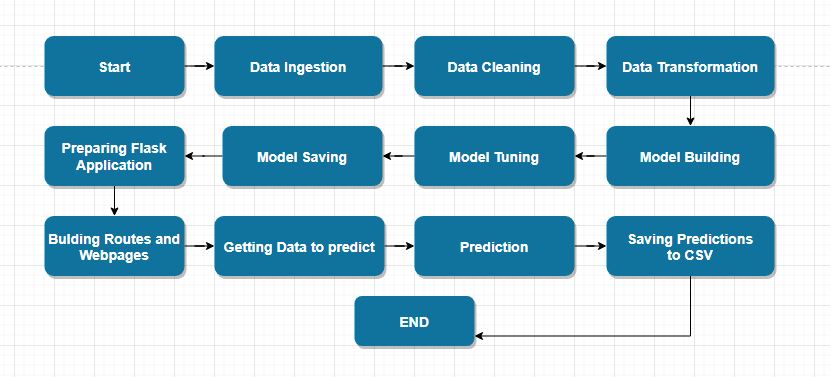 Start
Data Ingestion
Data Cleaning
Data Transformation
Preparing Flask
Application
Model Saving
Model Tuning
Model Building
Bulding Routes and
Webpages
Getting Data to predict
Prediction
Saving Predictions
to CSV
END